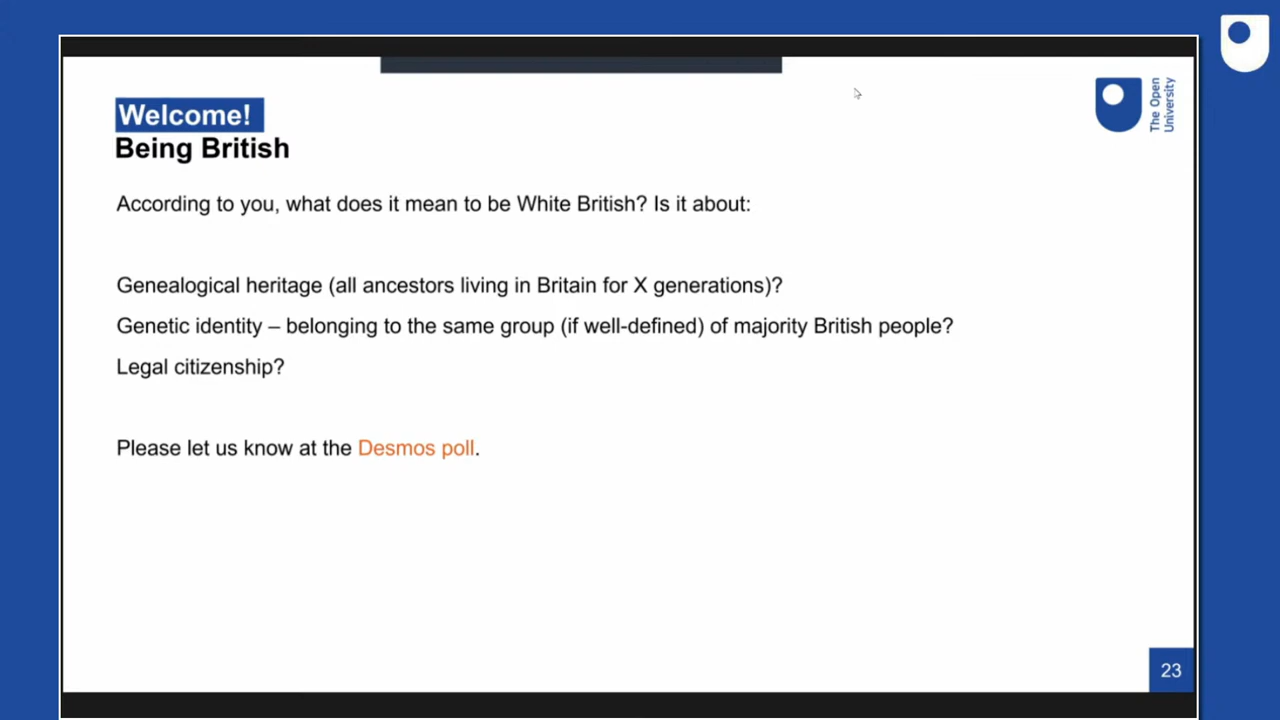 Welcome!
Being British
The Open
University
According to you, what does it mean to be White British? Is it about:
Genealogical heritage (all ancestors living in Britain for X generations)?
Genetic identity – belonging to the same group (if well-defined) of majority British people?
Legal citizenship?
Please let us know at the Desmos poll.
23